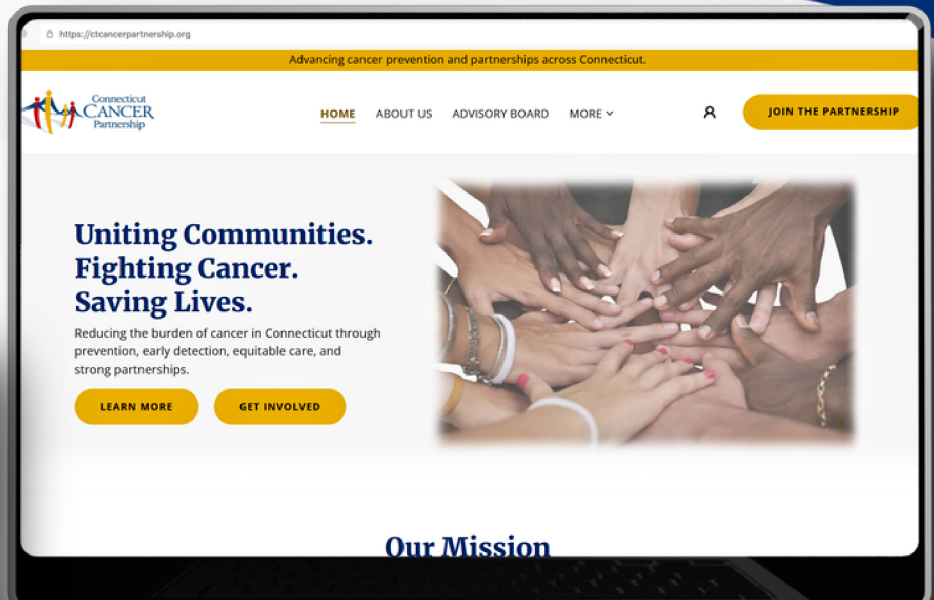 https://ctcancerpartnership.org
Advancing cancer prevention and partnerships across Connecticut.
Connecticut
CANCER
Partnership
HOME ABOUT US ADVISORY BOARD MORE
JOIN THE PARTNERSHIP
Uniting Communities.
Fighting Cancer.
Saving Lives.
Reducing the burden of cancer in Connecticut through
prevention, early detection, equitable care, and
strong partnerships.
LEARN MORE GET INVOLVED
Our Mission